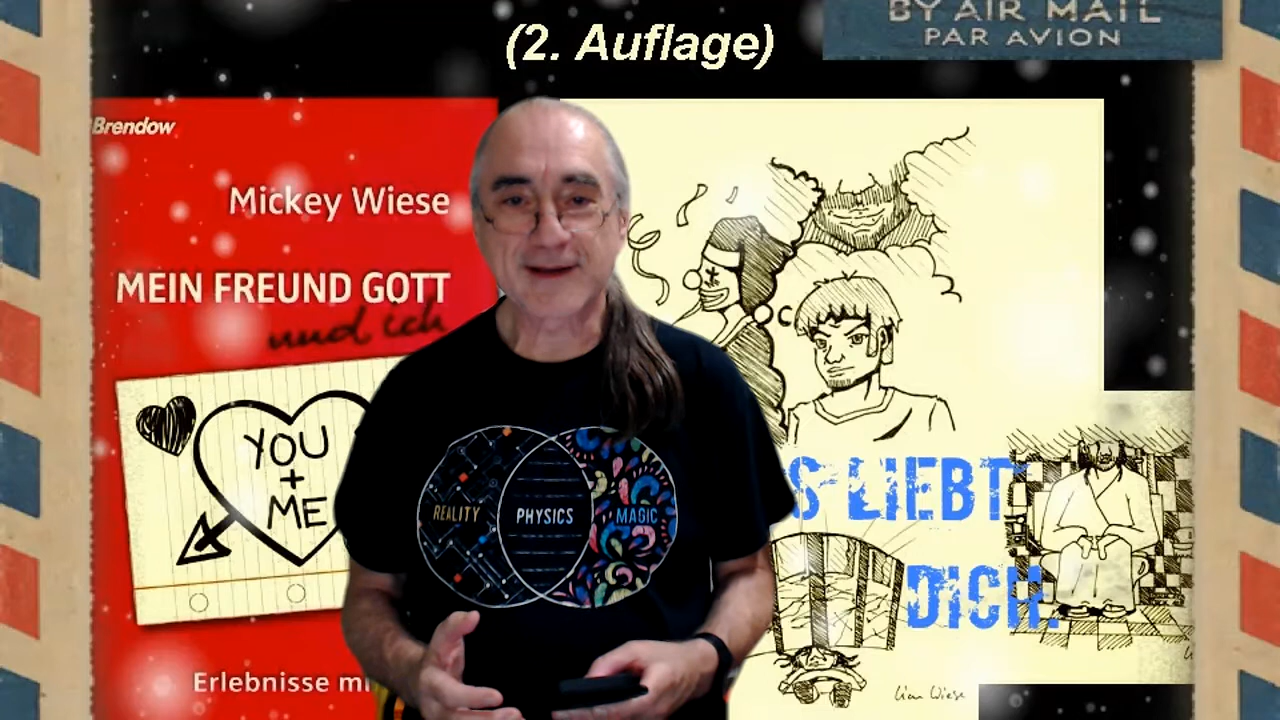 (2. Auflage)
BY AIR MAIL
PAR AVION
Brendow
Mickey Wiese
MEIN FREUND GOTT
und ich
YOU
+
ME
REALITY
PHYSICS
MAGIC
S LIEBT
DICH.
Erlebnisse mi
Lian Wiese